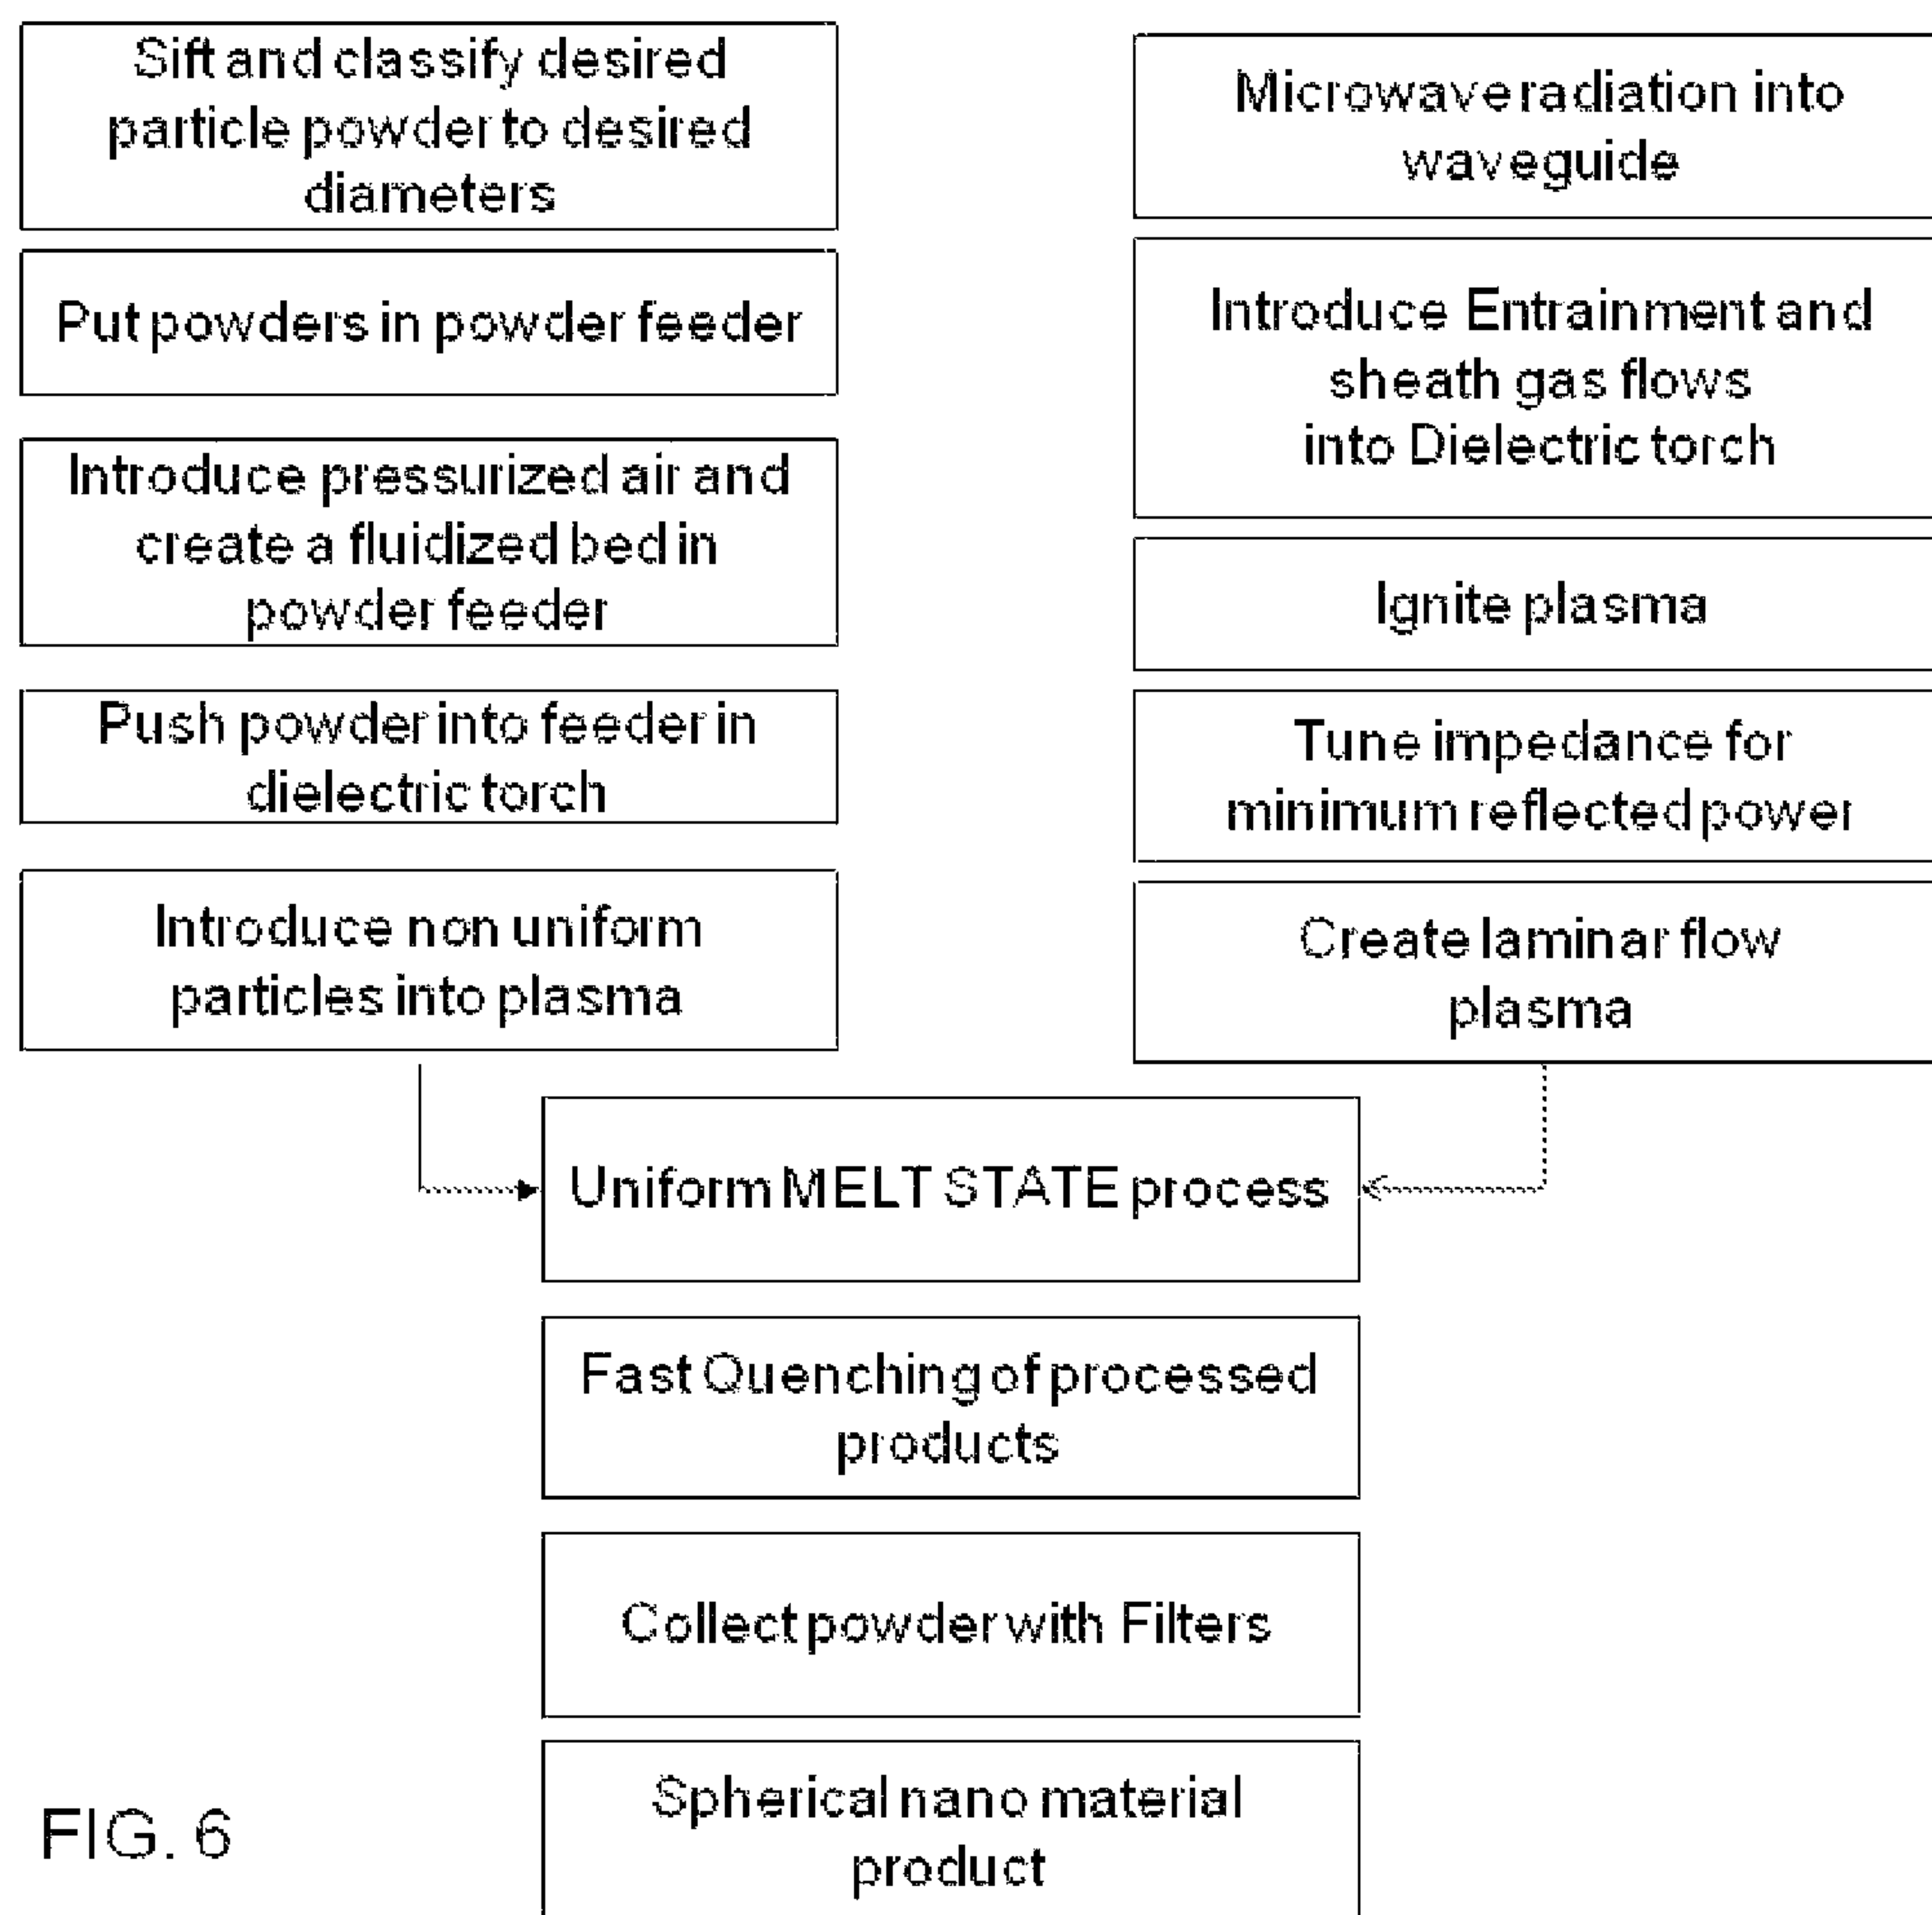 Sift and classify desired
particle powder to desired
diameters
Put powders in powder feeder
Introduce pressurized air and
create a fluidized bed in
powder feeder
Push powder into feeder in
dielectric torch
Introduce non uniform
particles into plasma
Microwave radiation into
waveguide
Introduce Entrainment and
sheath gas flows
into Dielectric torch
Ignite plasma
Tune impedance for
minimum reflected power
Create laminar flow
plasma
Uniform MELT STATE process
Fast Quenching of processed
products
Collect powder with Filters
Spherical nano material
product
FIG. 6